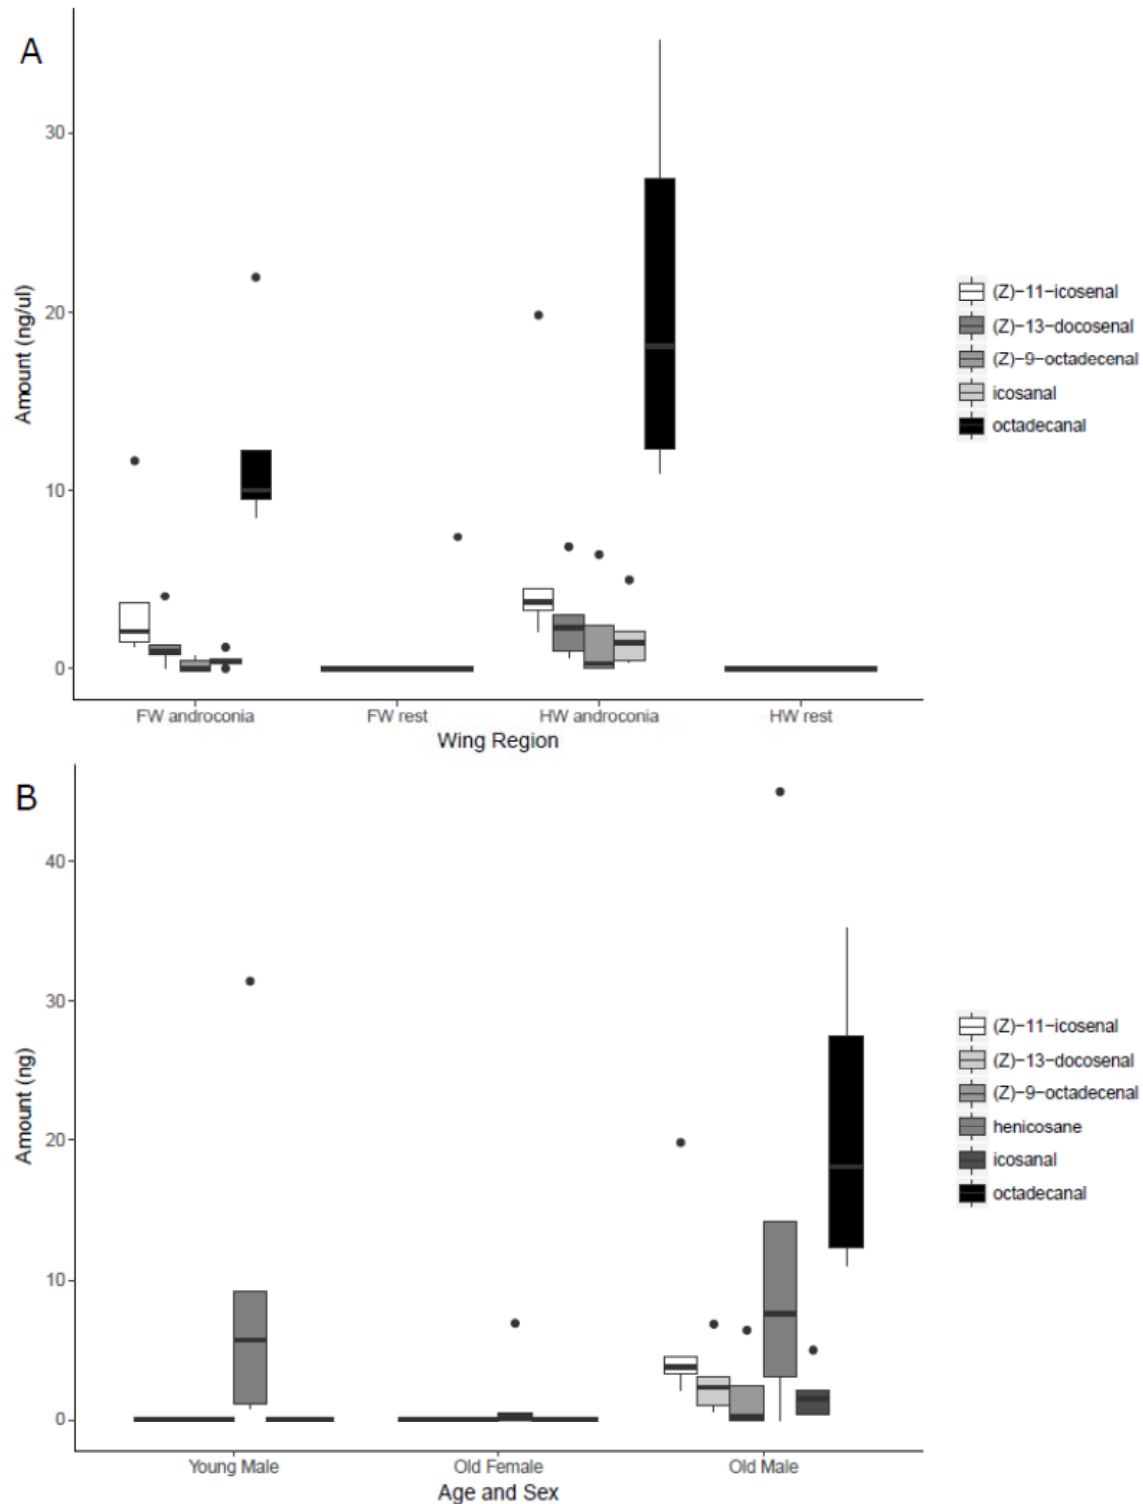 A
30
20
10
0
Amount (ng/ul)
FW androconia
FW rest
HW androconia
HW rest
Wing Region
(Z)−11−icosenal
(Z)−13−docosenal
(Z)−9−octadecenal
icosanal
octadecanal
B
40
30
20
10
0
Amount (ng)
Young Male
Old Female
Old Male
Age and Sex
(Z)−11−icosenal
(Z)−13−docosenal
(Z)−9−octadecenal
henicosane
icosanal
octadecanal